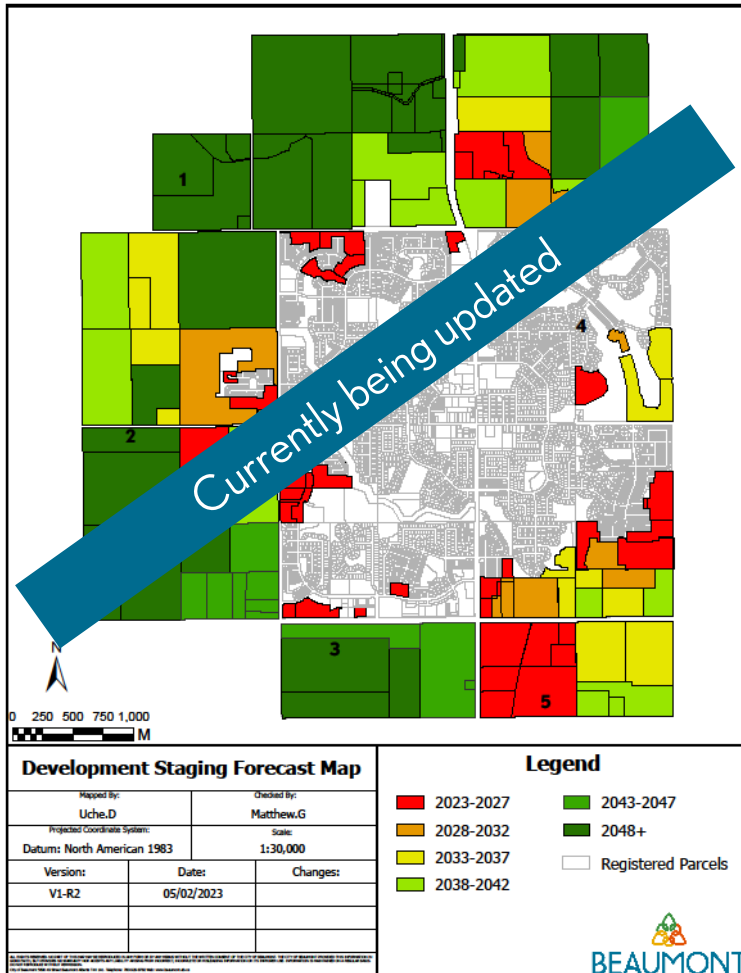 1
4
Currently being updated
2
3
5
N
0 250 500 750 1,000
M
Development Staging Forecast Map
Mapped By:
Uche.D
Checked By:
Matthew.G
Projected Coordinate System:
Datum: North American 1983
Scale:
1:30,000
Version:
Date:
Changes:
V1-R2
05/02/2023
Legend
2023-2027
2028-2032
2033-2037
2038-2042
2043-2047
2048+
Registered Parcels
BEAUMONT